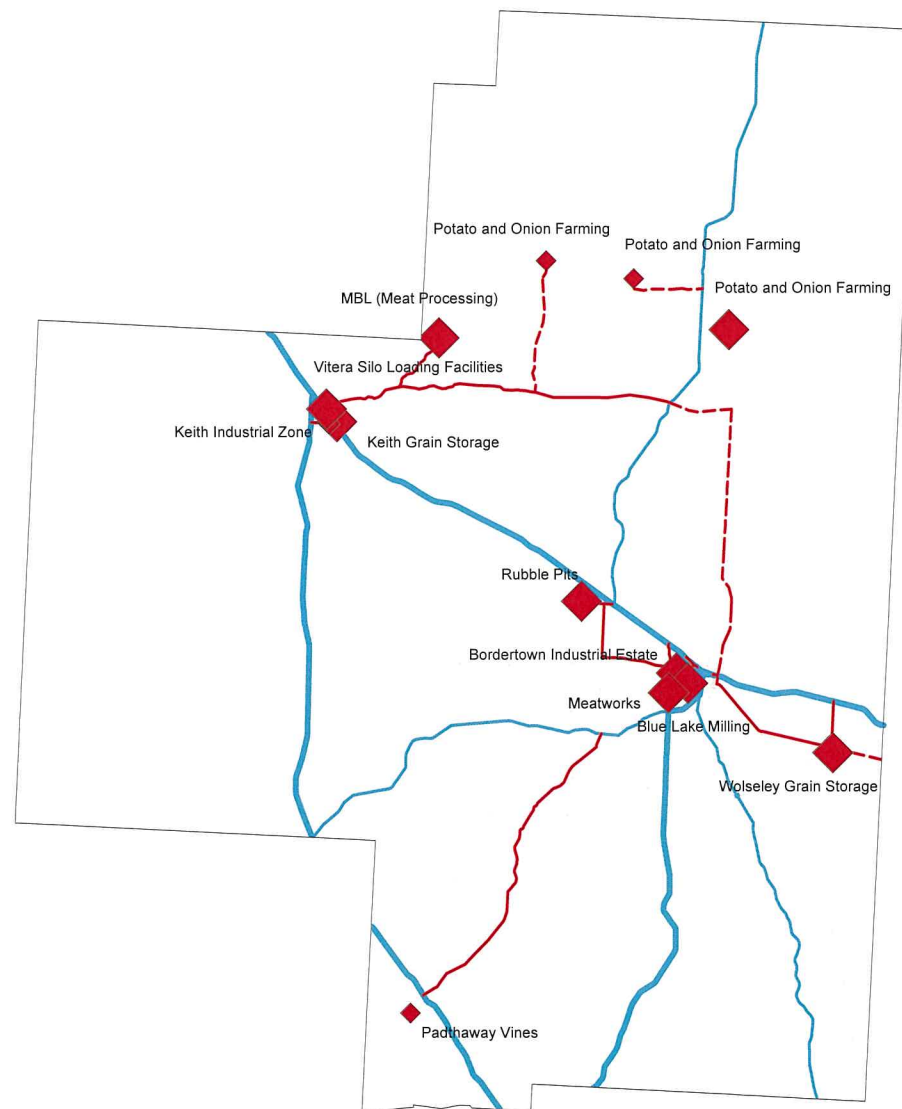 Potato and Onion Farming
Potato and Onion Farming
Potato and Onion Farming
MBL (Meat Processing)
Vitera Silo Loading Facilities
Keith Industrial Zone
Keith Grain Storage
Rubble Pits
Bordertown Industrial Estate
Meatworks
Blue Lake Milling
Wolseley Grain Storage
Padthaway Vines